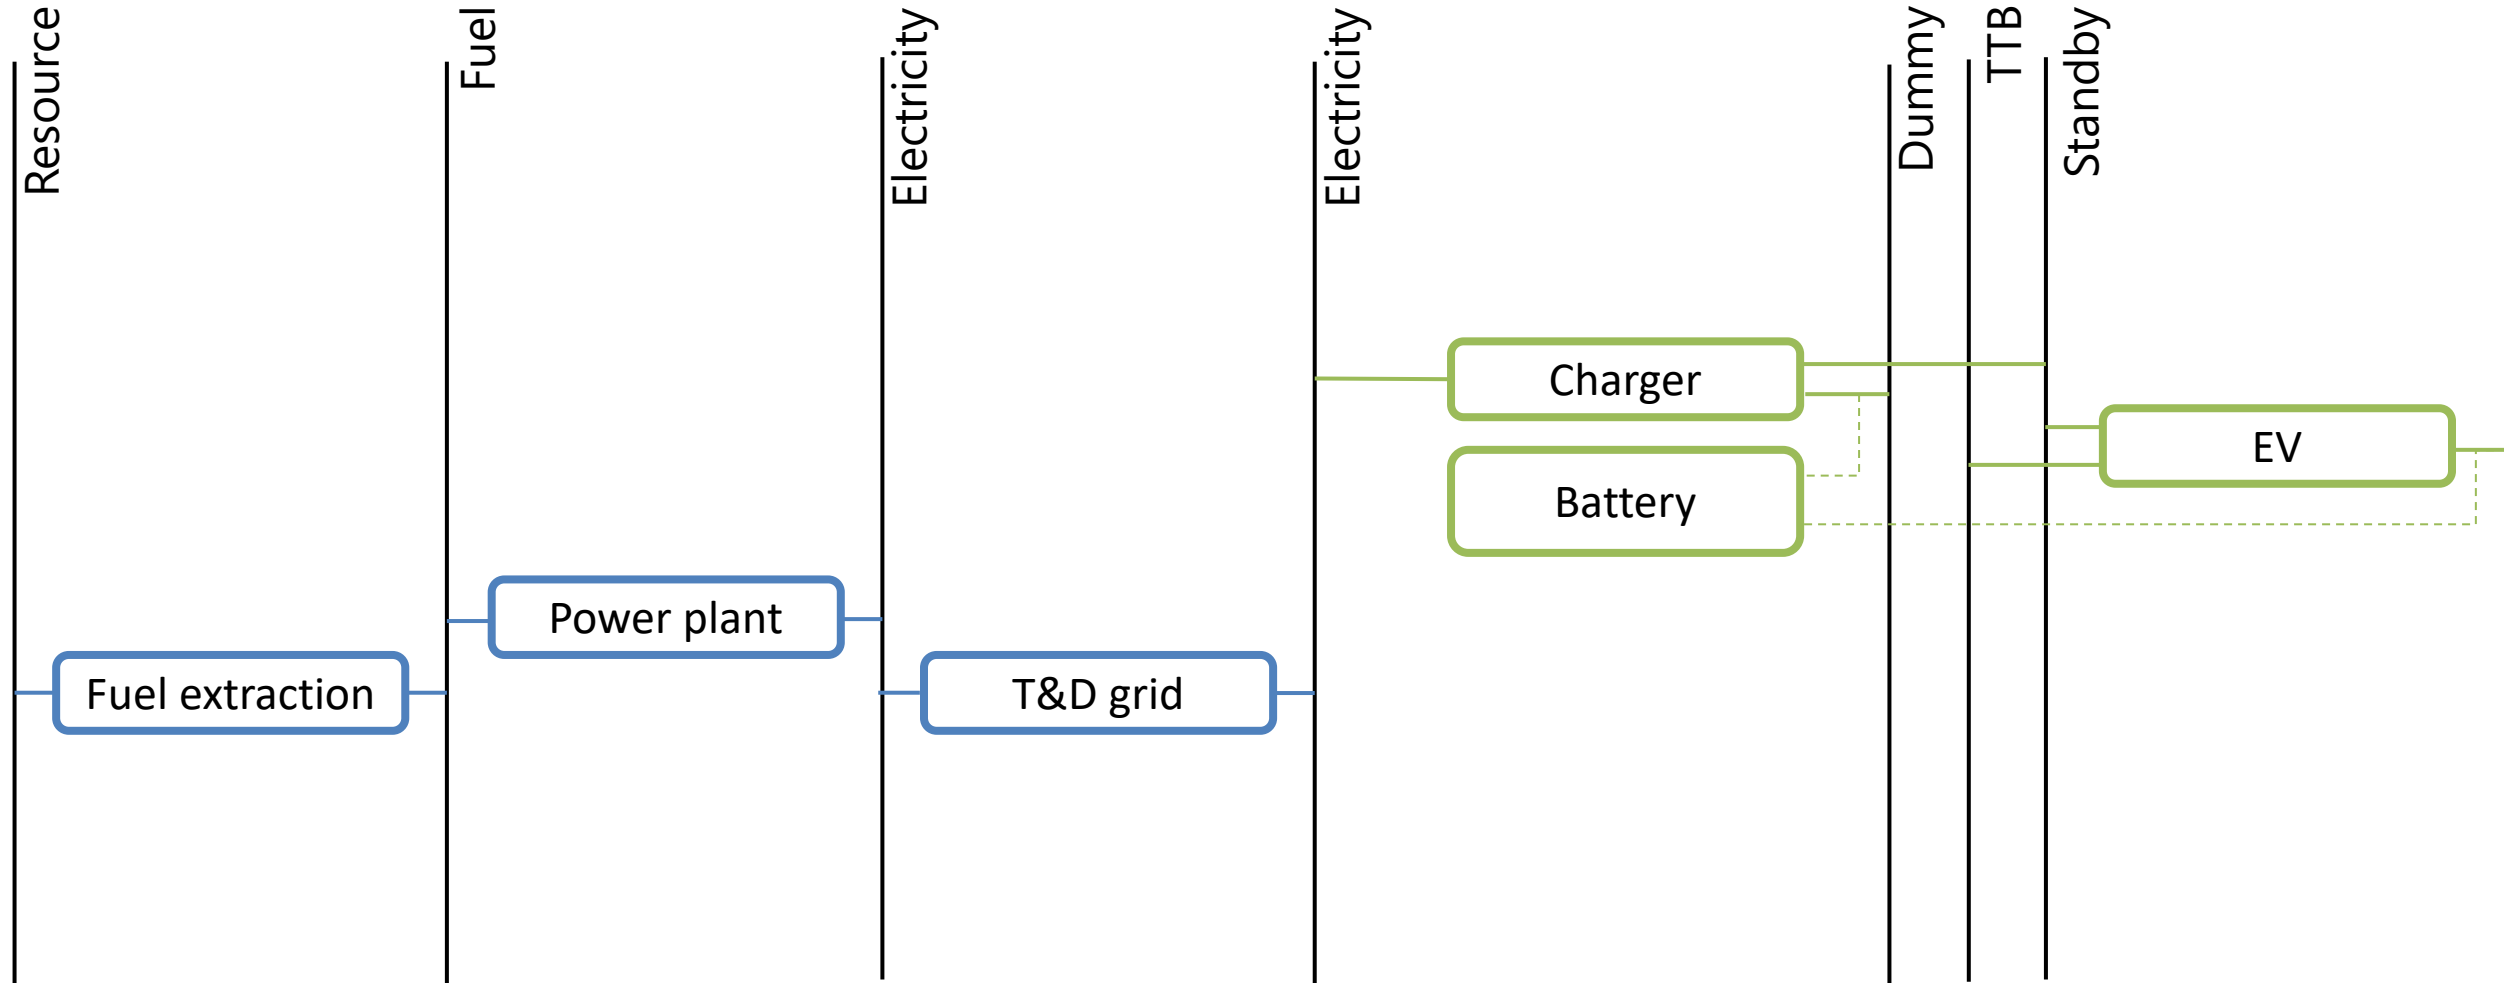 Resource
Fuel
Electricity
Electricity
Dummy
TTB
Standby
Charger
EV
Battery
Power plant
Fuel extraction
T&D grid